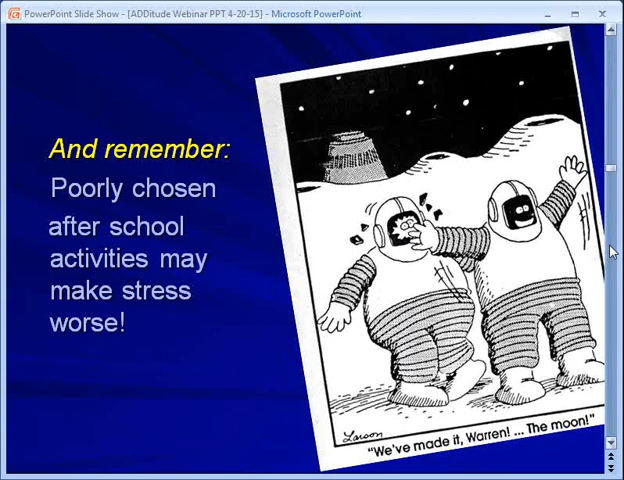 PowerPoint Slide Show - [ADDitude Webinar PPT 4-20-15] - Microsoft PowerPoint
And remember:
Poorly chosen
after school
activities may
make stress
worse!
Larson
"We've made it, Warren! ... The moon!"